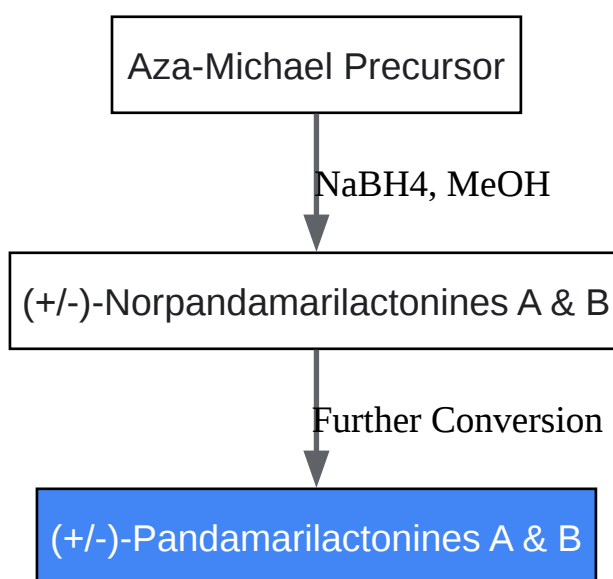 Aza-Michael Precursor
NaBH4, MeOH
(+/-)-Norpandamarilactonines A & B
Further Conversion
(+/-)-Pandamarilactonines A & B